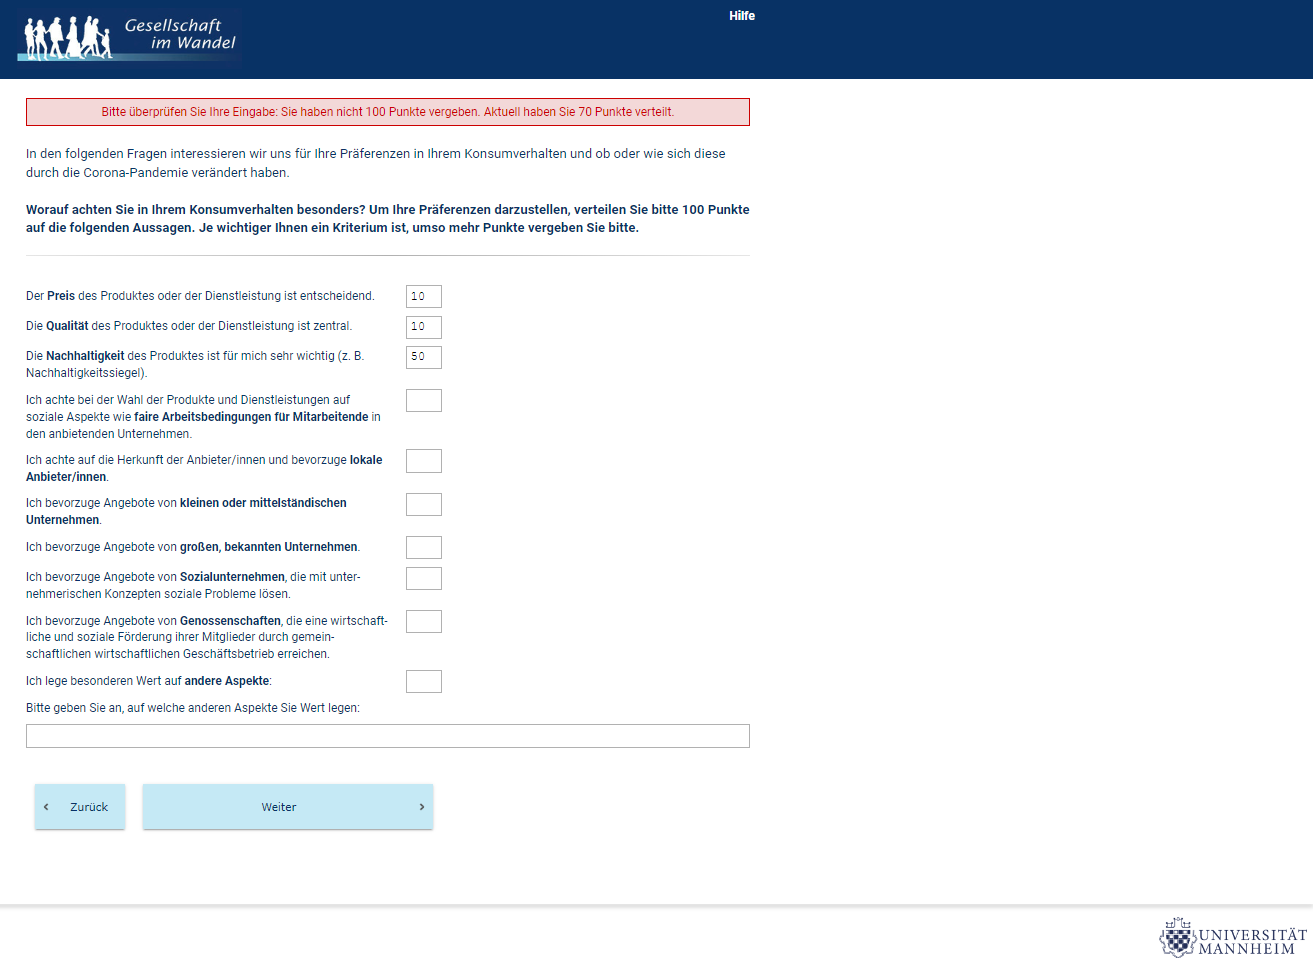 Gesellschaft
im Wandel
Hilfe
Bitte überprüfen Sie Ihre Eingabe: Sie haben nicht 100 Punkte vergeben. Aktuell haben Sie 70 Punkte verteilt.
In den folgenden Fragen interessieren wir uns für Ihre Präferenzen in Ihrem Konsumverhalten und ob oder wie sich diese
durch die Corona-Pandemie verändert haben.
Worauf achten Sie in Ihrem Konsumverhalten besonders? Um Ihre Präferenzen darzustellen, verteilen Sie bitte 100 Punkte
auf die folgenden Aussagen. Je wichtiger Ihnen ein Kriterium ist, umso mehr Punkte vergeben Sie bitte.
Der Preis des Produktes oder der Dienstleistung ist entscheidend. 10
Die Qualität des Produktes oder der Dienstleistung ist zentral. 10
Die Nachhaltigkeit des Produktes ist für mich sehr wichtig (z. B. 50
Nachhaltigkeitssiegel).
Ich achte bei der Wahl der Produkte und Dienstleistungen auf
soziale Aspekte wie faire Arbeitsbedingungen für Mitarbeitende in
den anbietenden Unternehmen.
Ich achte auf die Herkunft der Anbieter/innen und bevorzuge lokale
Anbieter/innen.
Ich bevorzuge Angebote von kleinen oder mittelständischen
Unternehmen.
Ich bevorzuge Angebote von großen, bekannten Unternehmen.
Ich bevorzuge Angebote von Sozialunternehmen, die mit unter-
nehmerischen Konzepten soziale Probleme lösen.
Ich bevorzuge Angebote von Genossenschaften, die eine wirtschaft-
liche und soziale Förderung ihrer Mitglieder durch gemein-
schaftlichen wirtschaftlichen Geschäftsbetrieb erreichen.
Ich lege besonderen Wert auf andere Aspekte:
Bitte geben Sie an, auf welche anderen Aspekte Sie Wert legen:
Zurück Weiter
UNIVERSITÄT
MANNHEIM